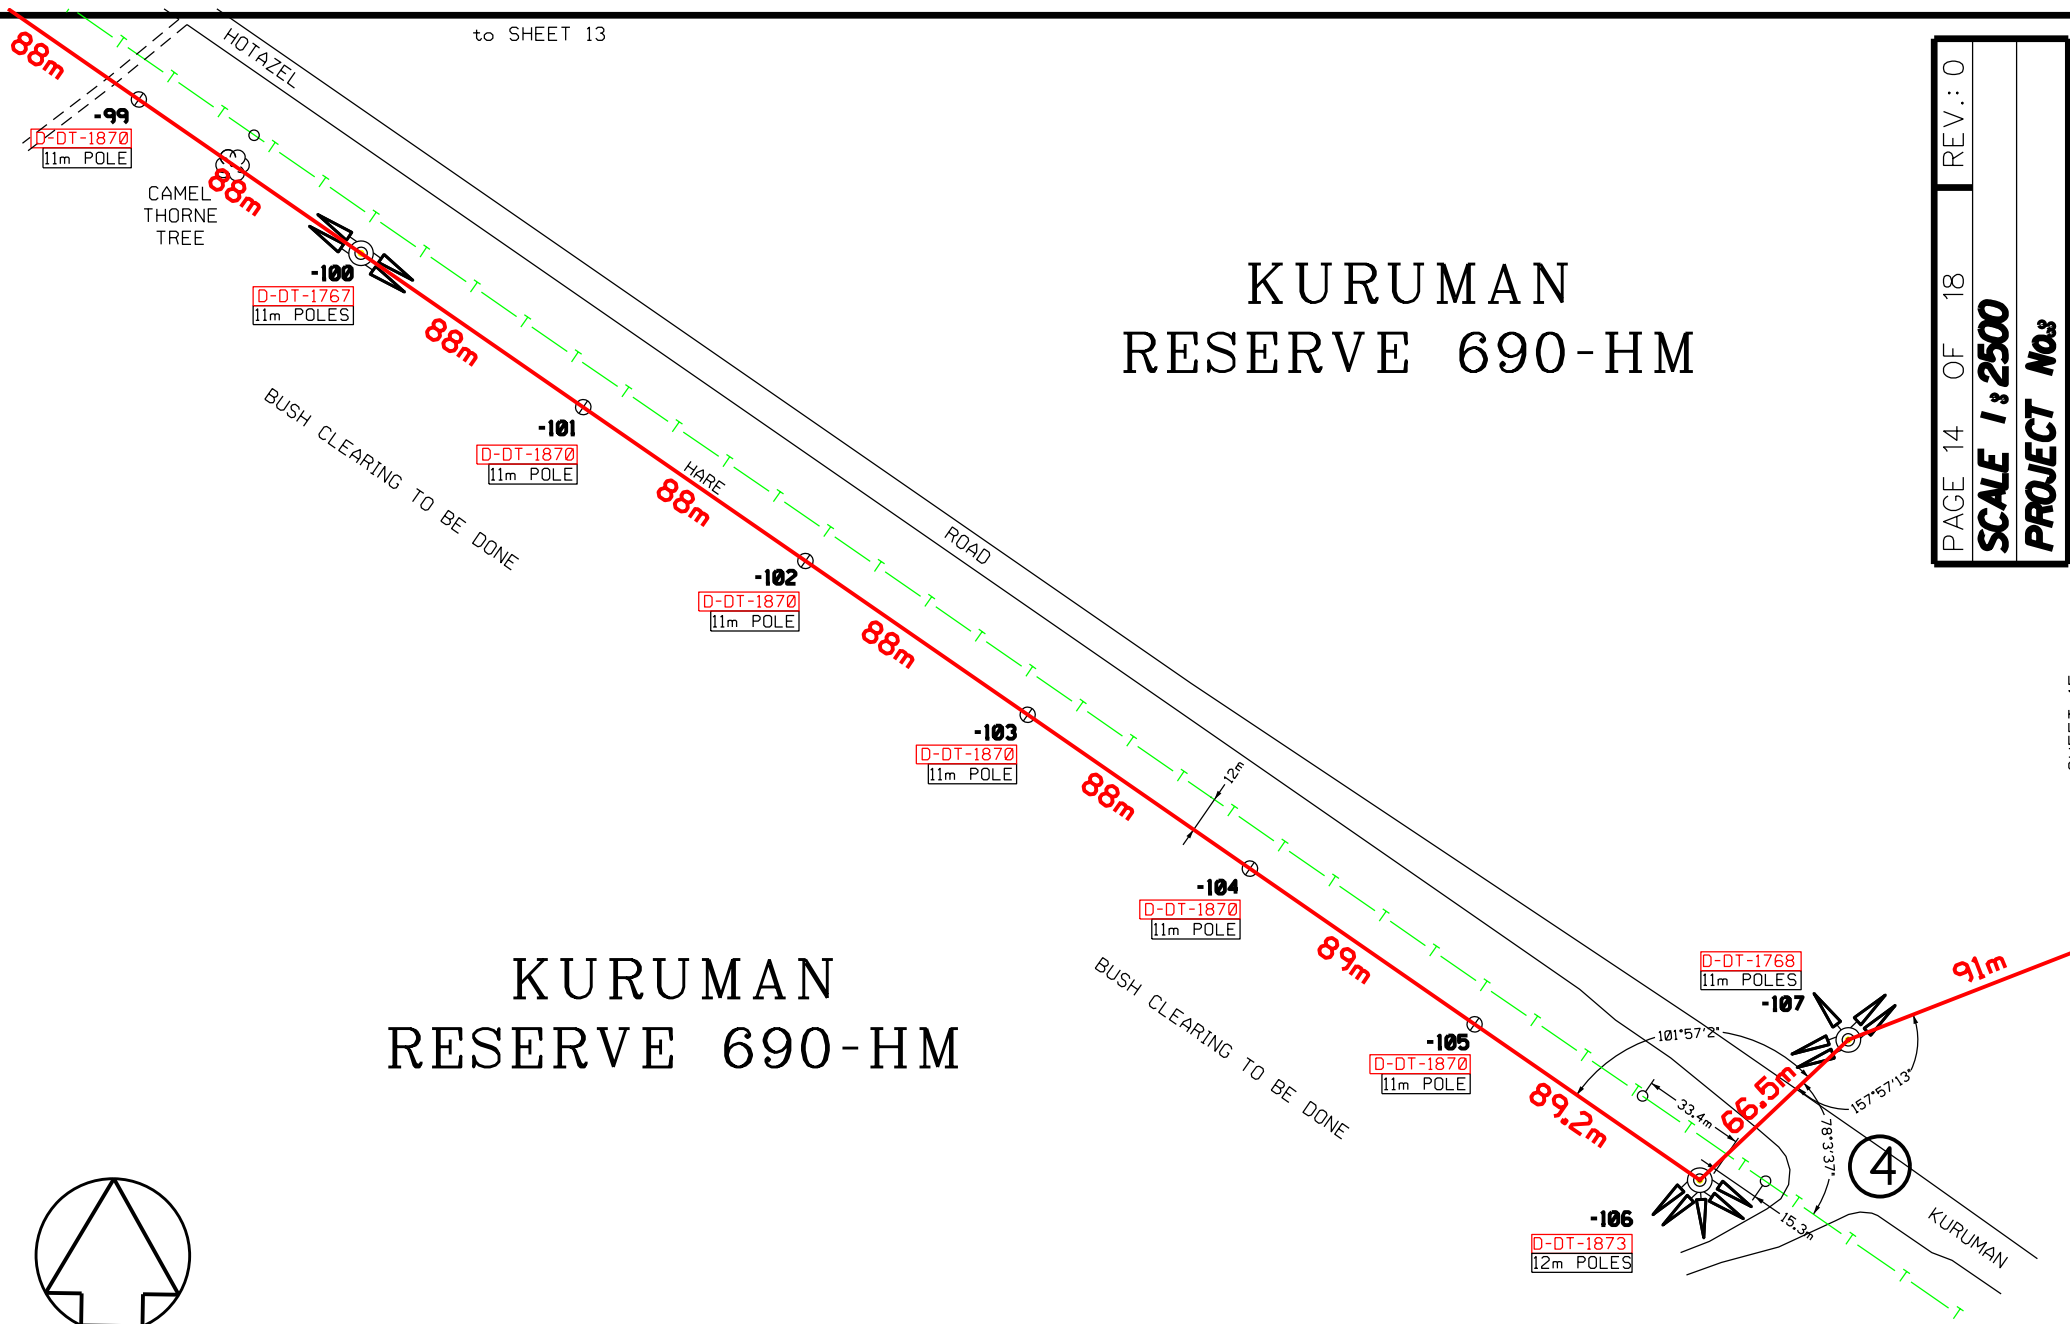 to SHEET 13
HOTAZEL
88m
-99
D-DT-1870
11m POLE
CAMEL
THORNE
TREE
88m
-100
D-DT-1767
11m POLES
88m
BUSH CLEARING TO BE DONE
-101
D-DT-1870
11m POLE
HARE
88m
ROAD
-102
D-DT-1870
11m POLE
88m
-103
D-DT-1870
11m POLE
12m
88m
-104
D-DT-1870
11m POLE
89m
BUSH CLEARING TO BE DONE
-105
D-DT-1870
11m POLE
89.2m
-106
D-DT-1873
12m POLES
KURUMAN
RESERVE 690-HM
KURUMAN
RESERVE 690-HM
PAGE 14 OF 18
REV.: 0
SCALE 1:2500
PROJECT No:
D-DT-1768
11m POLES
-107
91m
101°57'2"
157°57'13"
66.5m
33.4m
78°3'37"
4
15.3m
KURUMAN
T T T T T T T T T T T T T T T T T T T T T T T T T T T T T T T T T T T T